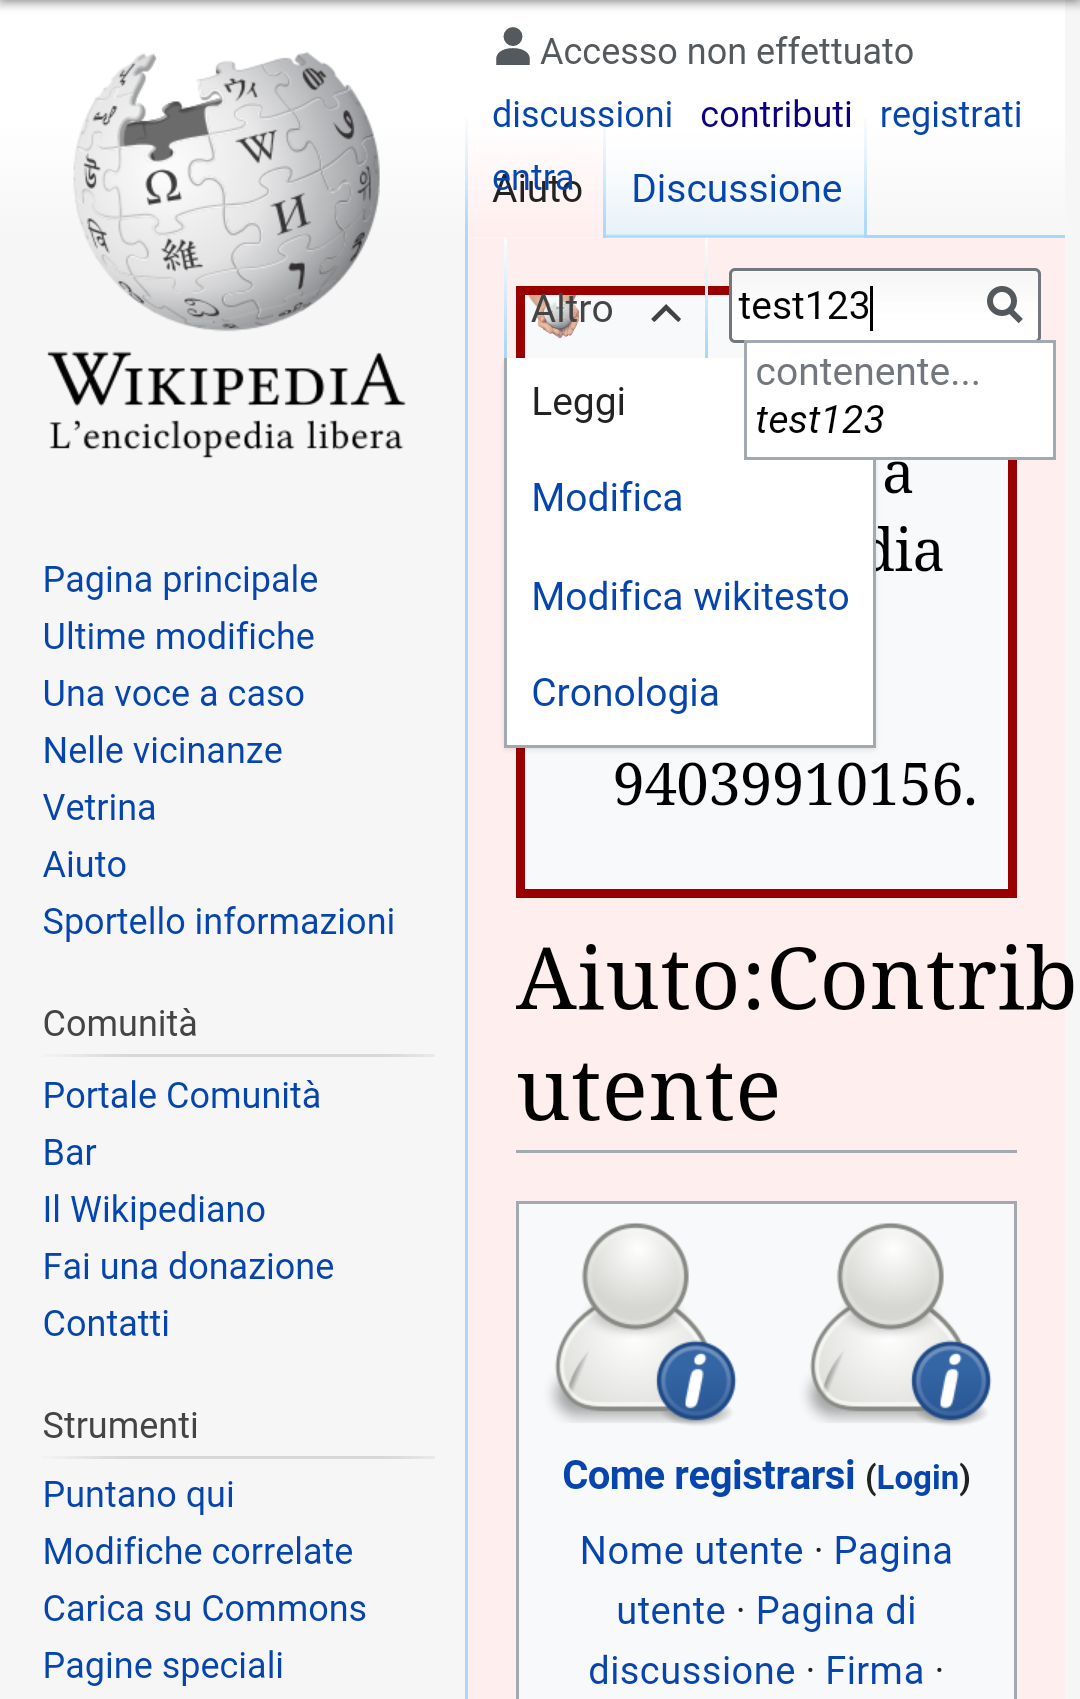 WIKIPEDIA
L'enciclopedia libera
Pagina principale
Ultime modifiche
Una voce a caso
Nelle vicinanze
Vetrina
Aiuto
Sportello informazioni
Comunità
Portale Comunità
Bar
Il Wikipediano
Fai una donazione
Contatti
Strumenti
Puntano qui
Modifiche correlate
Carica su Commons
Pagine speciali
Accesso non effettuato
discussioni contributi registrati
entra
Aiuto Discussione
Altro
test123
contenente...
test123
Leggi
Modifica
Modifica wikitesto
Cronologia
a
dia
94039910156.
Aiuto:Contrib
utente
Come registrarsi (Login)
Nome utente · Pagina
utente · Pagina di
discussione · Firma ·